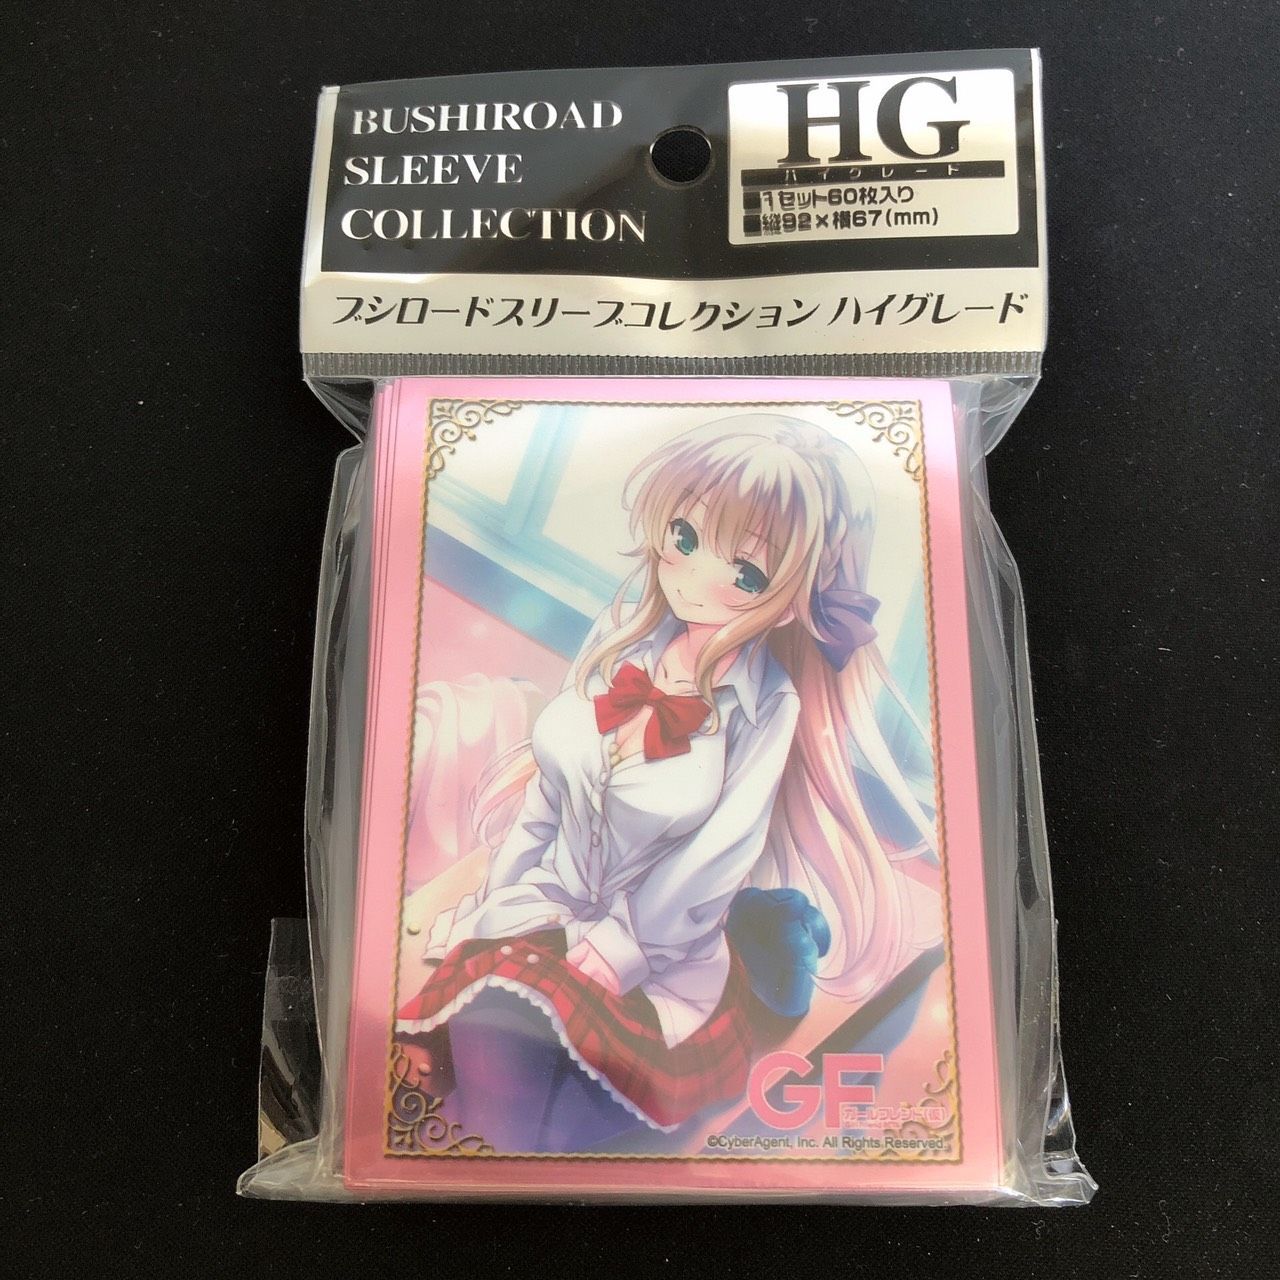 BUSHIROAD
SLEEVE
COLLECTION
HG
ハイグレード
■1セット60枚入り
■縦92×横67(mm)
ブシロードスリーブコレクション ハイグレード
GF
ガールフレンド(仮)
©CyberAgent, Inc. All Rights Reserved.